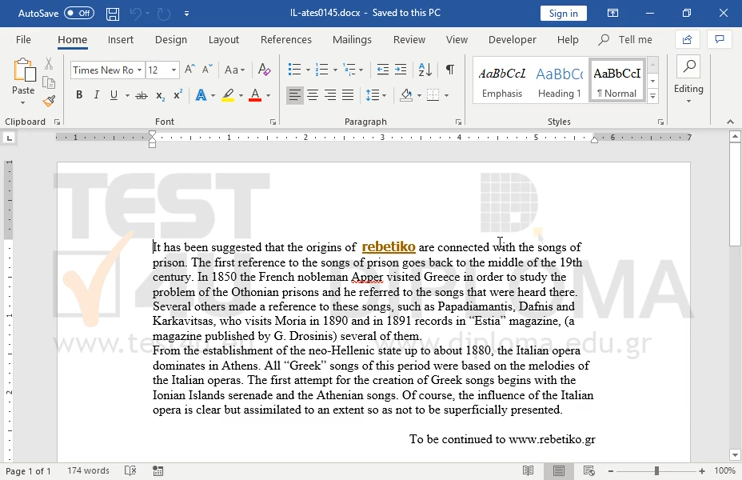 AutoSave Off IL-ates0145.docx - Saved to this PC Sign in
File Home Insert Design Layout References Mailings Review View Developer Help Tell me
Paste Times New Ro 12 AaBbCcI AaBbCc AaBbCcI Editing
Emphasis Heading 1 ¶ Normal
Clipboard Font Paragraph Styles
TEST
4U DIPLOMA
www.diploma.edu.gr
It has been suggested that the origins of rebetiko are connected with the songs of
prison. The first reference to the songs of prison goes back to the middle of the 19th
century. In 1850 the French nobleman Apper visited Greece in order to study the
problem of the Othonian prisons and he referred to the songs that were heard there.
Several others made a reference to these songs, such as Papadiamantis, Dafnis and
Karkavitsas, who visits Moria in 1890 and in 1891 records in “Estia” magazine, (a
magazine published by G. Drosinis) several of them.
From the establishment of the neo-Hellenic state up to about 1880, the Italian opera
dominates in Athens. All “Greek” songs of this period were based on the melodies of
the Italian operas. The first attempt for the creation of Greek songs begins with the
Ionian Islands serenade and the Athenian songs. Of course, the influence of the Italian
opera is clear but assimilated to an extent so as not to be superficially presented.
To be continued to www.rebetiko.gr
Page 1 of 1 174 words 100%